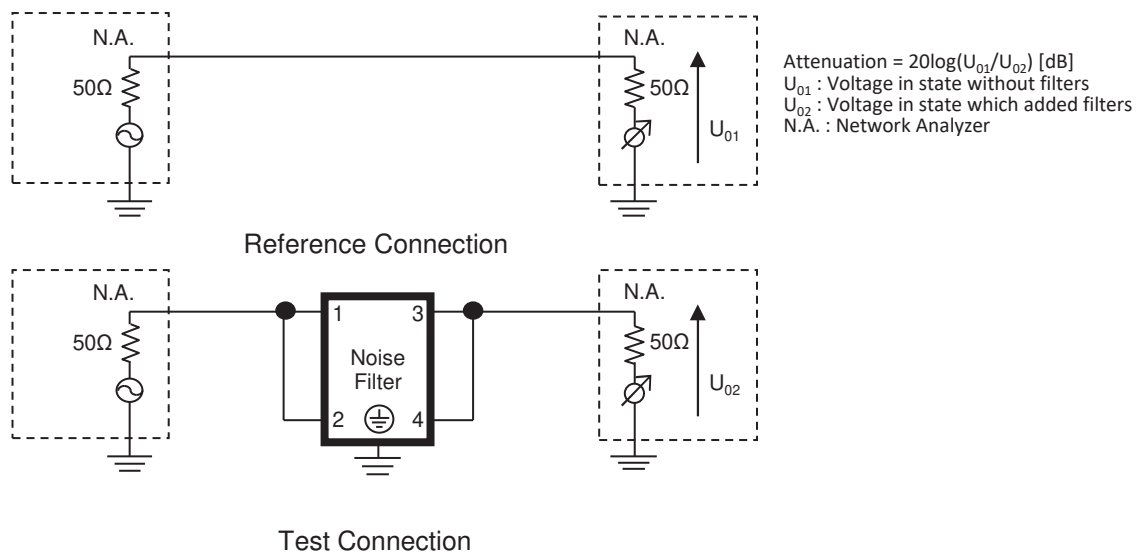 N.A.
50Ω
N.A.
50Ω
U₀₁
Attenuation = 20log(U₀₁/U₀₂) [dB]
U₀₁ : Voltage in state without filters
U₀₂ : Voltage in state which added filters
N.A. : Network Analyzer
Reference Connection
N.A.
50Ω
1 3
Noise
Filter
2 4
N.A.
50Ω
U₀₂
Test Connection